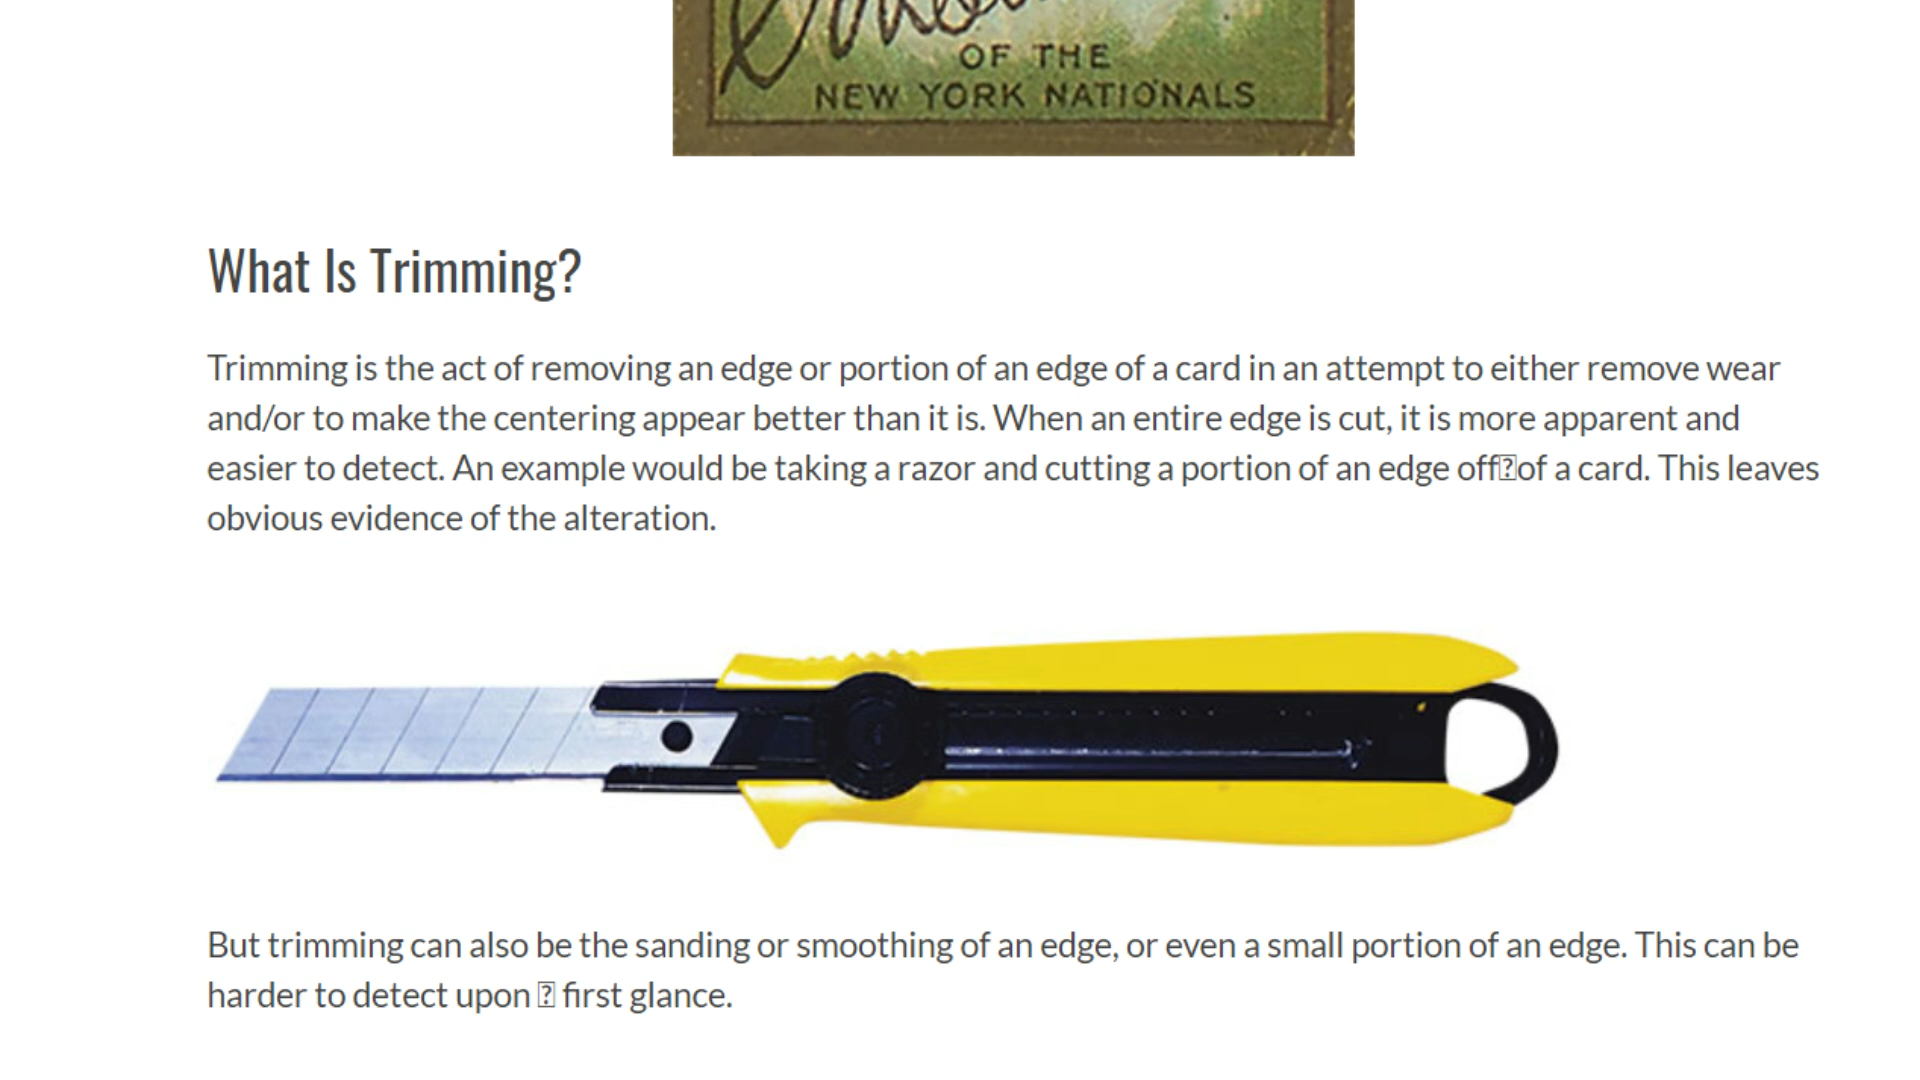 OF THE
NEW YORK NATIONALS
What Is Trimming?
Trimming is the act of removing an edge or portion of an edge of a card in an attempt to either remove wear
and/or to make the centering appear better than it is. When an entire edge is cut, it is more apparent and
easier to detect. An example would be taking a razor and cutting a portion of an edge off⍰of a card. This leaves
obvious evidence of the alteration.
But trimming can also be the sanding or smoothing of an edge, or even a small portion of an edge. This can be
harder to detect upon ⍰ first glance.